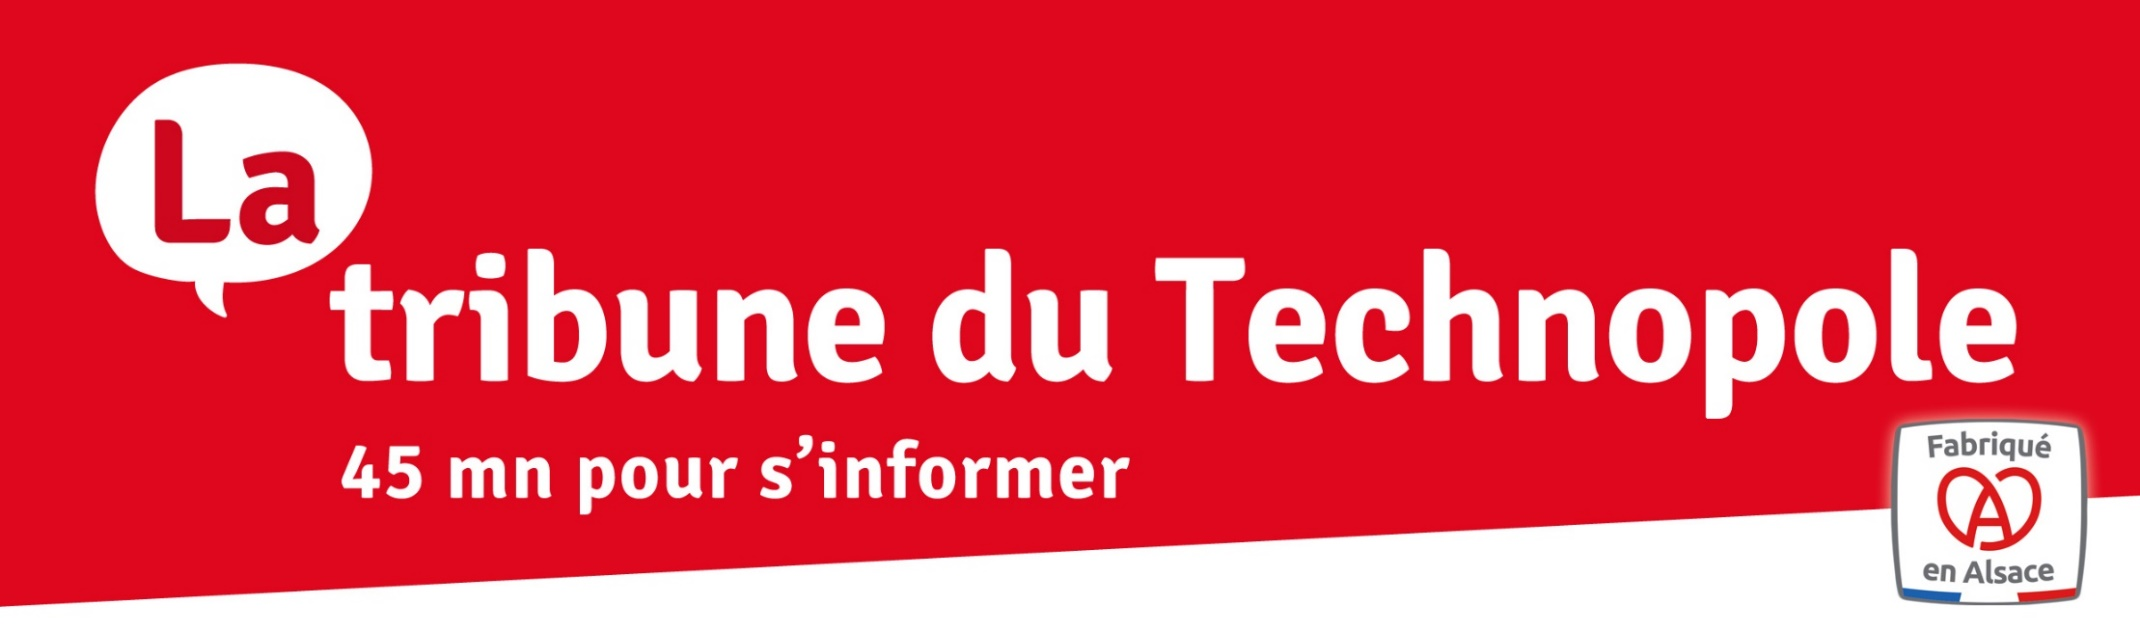 La
tribune du Technopole
45 mn pour s’informer
Fabriqué
en Alsace